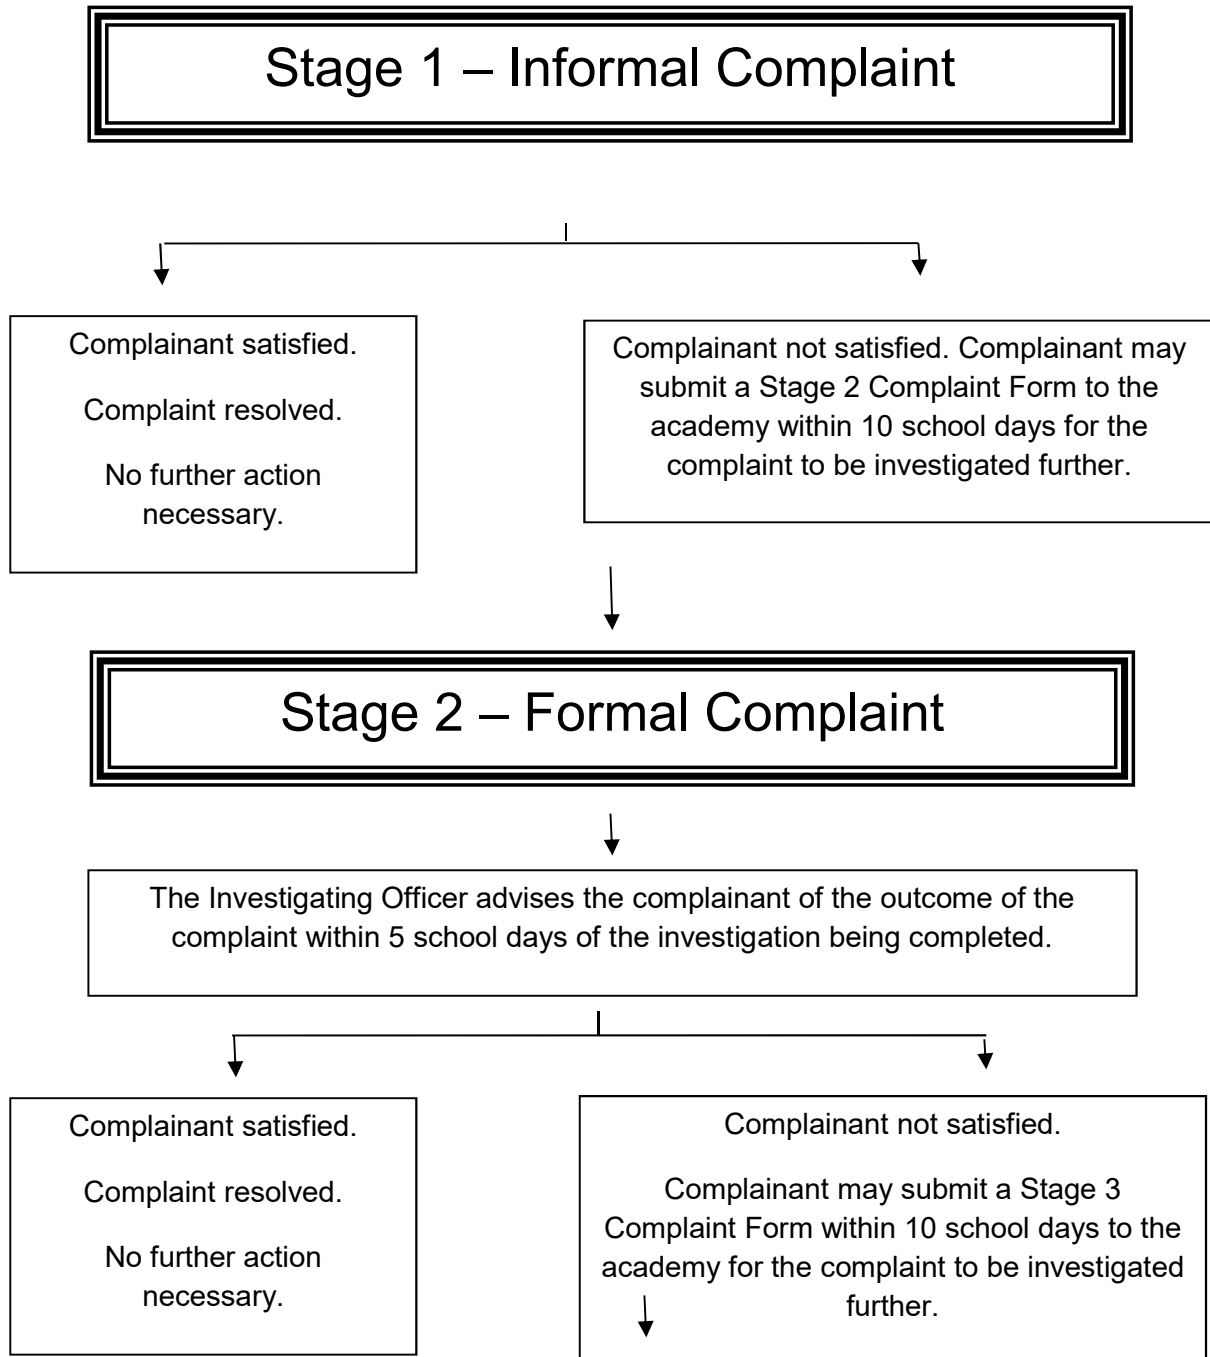 Stage 1 – Informal Complaint
Complainant satisfied.
Complaint resolved.
No further action
necessary.
Complainant not satisfied. Complainant may
submit a Stage 2 Complaint Form to the
academy within 10 school days for the
complaint to be investigated further.
Stage 2 – Formal Complaint
The Investigating Officer advises the complainant of the outcome of the
complaint within 5 school days of the investigation being completed.
Complainant satisfied.
Complaint resolved.
No further action
necessary.
Complainant not satisfied.
Complainant may submit a Stage 3
Complaint Form within 10 school days to the
academy for the complaint to be investigated
further.